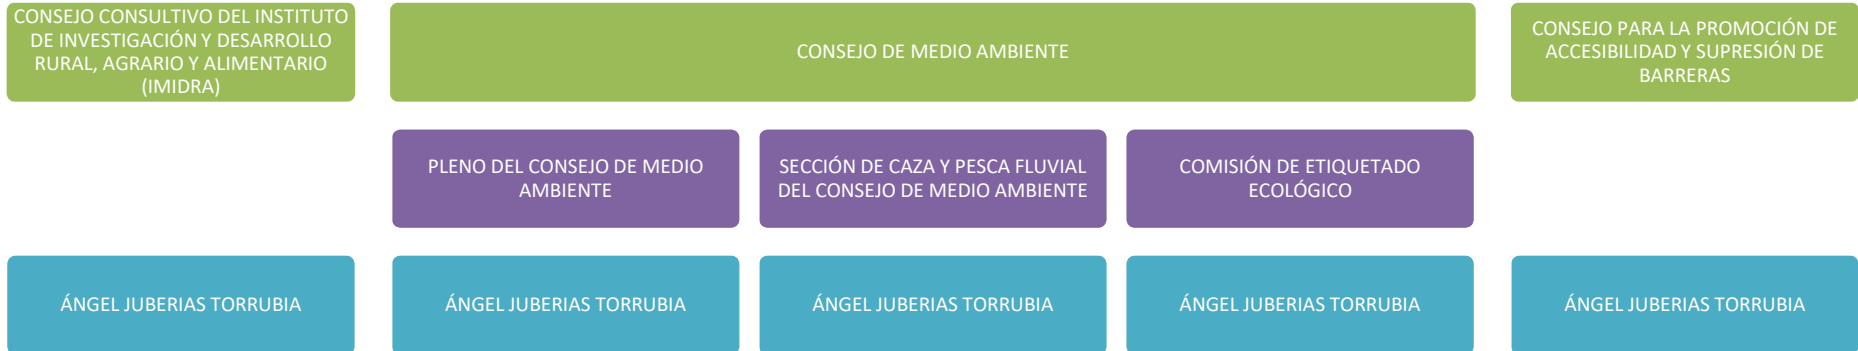 CONSEJO CONSULTIVO DEL INSTITUTO
DE INVESTIGACIÓN Y DESARROLLO
RURAL, AGRARIO Y ALIMENTARIO
(IMIDRA)
CONSEJO DE MEDIO AMBIENTE
CONSEJO PARA LA PROMOCIÓN DE
ACCESIBILIDAD Y SUPRESIÓN DE
BARRERAS
PLENO DEL CONSEJO DE MEDIO
AMBIENTE
SECCIÓN DE CAZA Y PESCA FLUVIAL
DEL CONSEJO DE MEDIO AMBIENTE
COMISIÓN DE ETIQUETADO
ECOLÓGICO
ÁNGEL JUBERIAS TORRUBIA
ÁNGEL JUBERIAS TORRUBIA
ÁNGEL JUBERIAS TORRUBIA
ÁNGEL JUBERIAS TORRUBIA
ÁNGEL JUBERIAS TORRUBIA